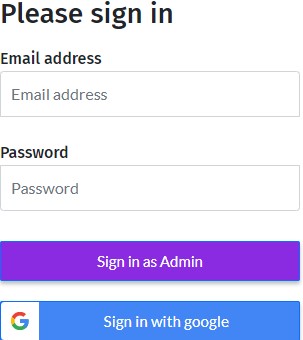 Please sign in
Email address
Email address
Password
Password
Sign in as Admin
Sign in with google